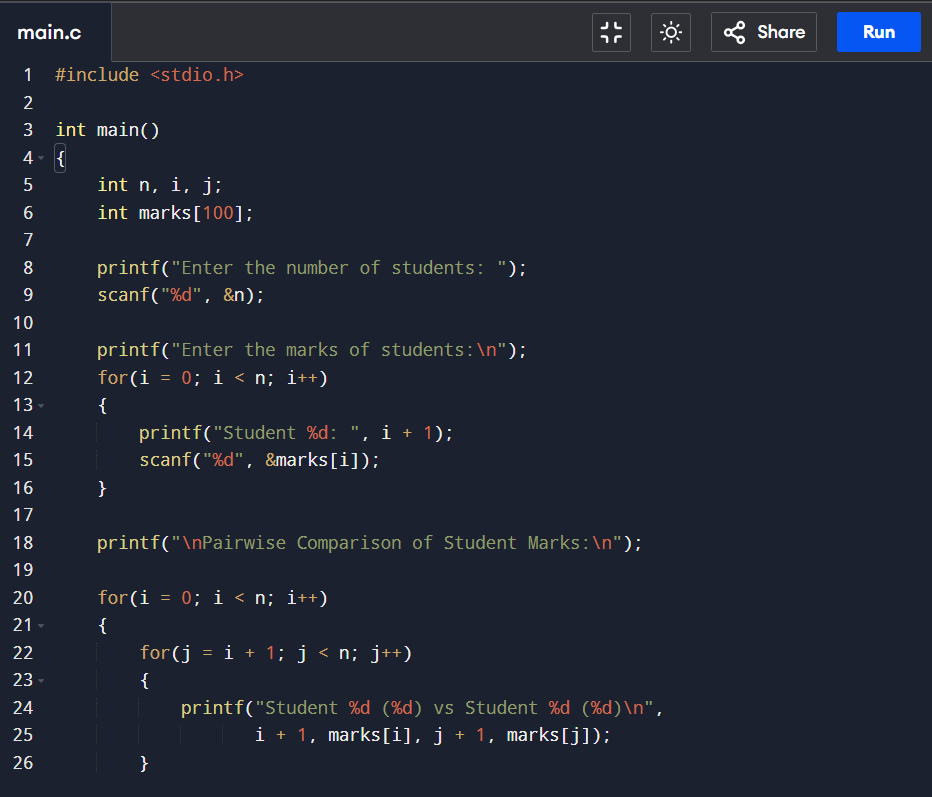 main.c
Share
Run
1 #include <stdio.h>
2
3 int main()
4 {
5     int n, i, j;
6     int marks[100];
7
8     printf("Enter the number of students: ");
9     scanf("%d", &n);
10
11     printf("Enter the marks of students:\n");
12     for(i = 0; i < n; i++)
13     {
14         printf("Student %d: ", i + 1);
15         scanf("%d", &marks[i]);
16     }
17
18     printf("\nPairwise Comparison of Student Marks:\n");
19
20     for(i = 0; i < n; i++)
21     {
22         for(j = i + 1; j < n; j++)
23         {
24             printf("Student %d (%d) vs Student %d (%d)\n",
25                    i + 1, marks[i], j + 1, marks[j]);
26         }